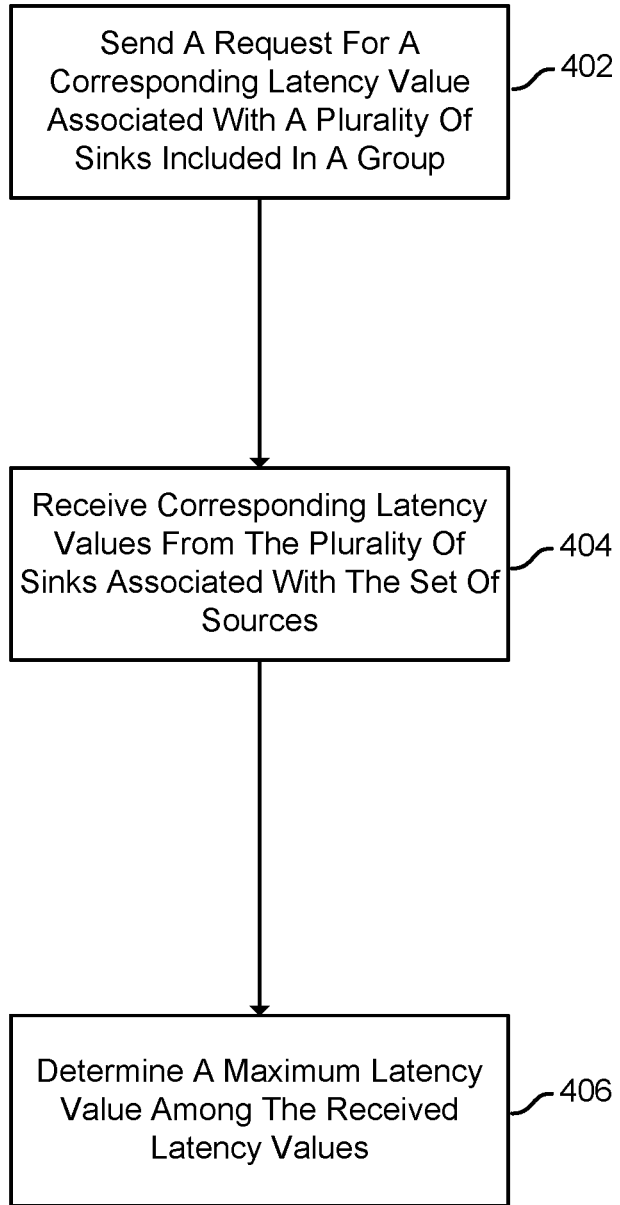 Send A Request For A
Corresponding Latency Value
Associated With A Plurality Of
Sinks Included In A Group
402
Receive Corresponding Latency
Values From The Plurality Of
Sinks Associated With The Set Of
Sources
404
Determine A Maximum Latency
Value Among The Received
Latency Values
406